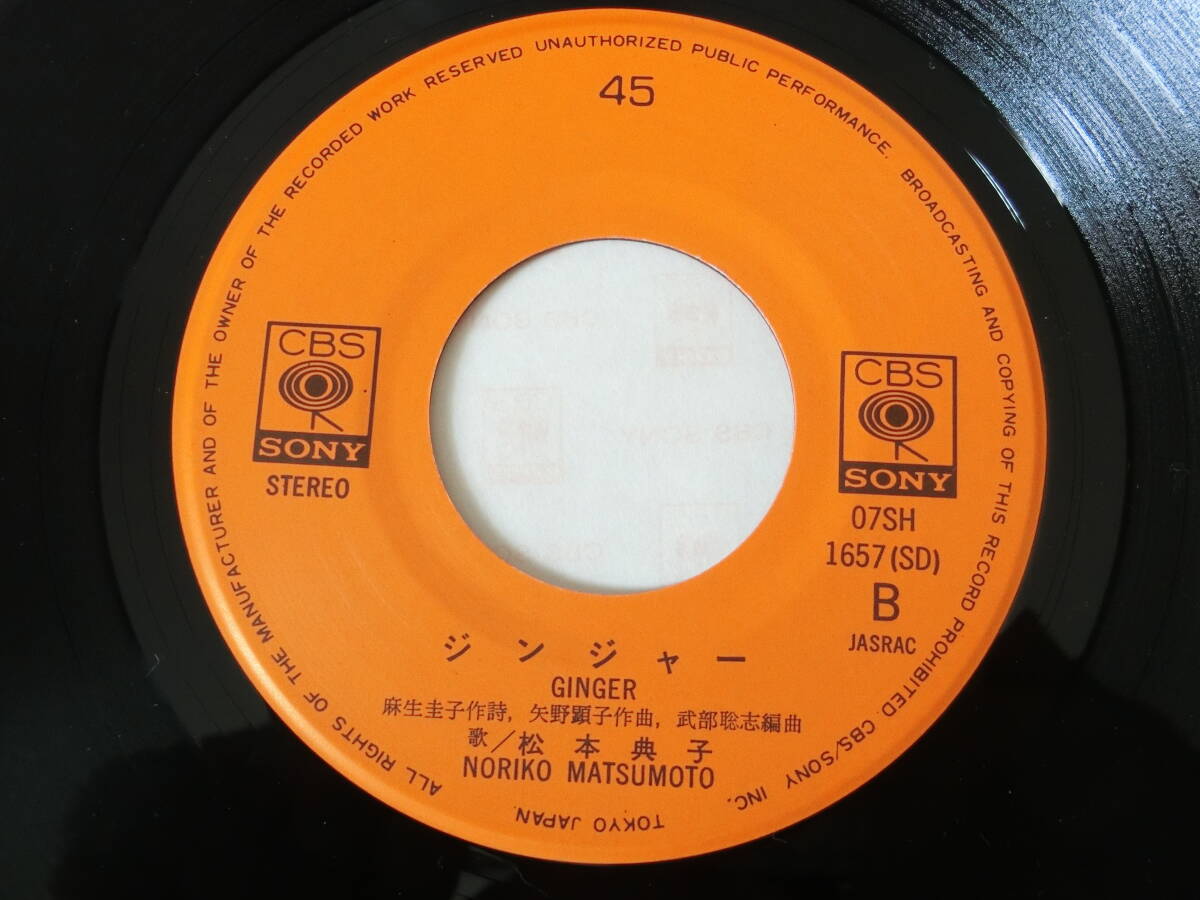 ALL RIGHTS OF THE MANUFACTURER AND OF THE OWNER OF THE RECORDED WORK RESERVED UNAUTHORIZED PUBLIC PERFORMANCE. BROADCASTING AND COPYING OF THIS RECORD PROHIBITED. CBS/SONY INC.
TOKYO JAPAN
45
CBS
SONY
STEREO
CBS
SONY
07SH
1657(SD)
B
JASRAC
ジンジャー
GINGER
麻生圭子作詩, 矢野顕子作曲, 武部聡志編曲
歌/松本典子
NORIKO MATSUMOTO